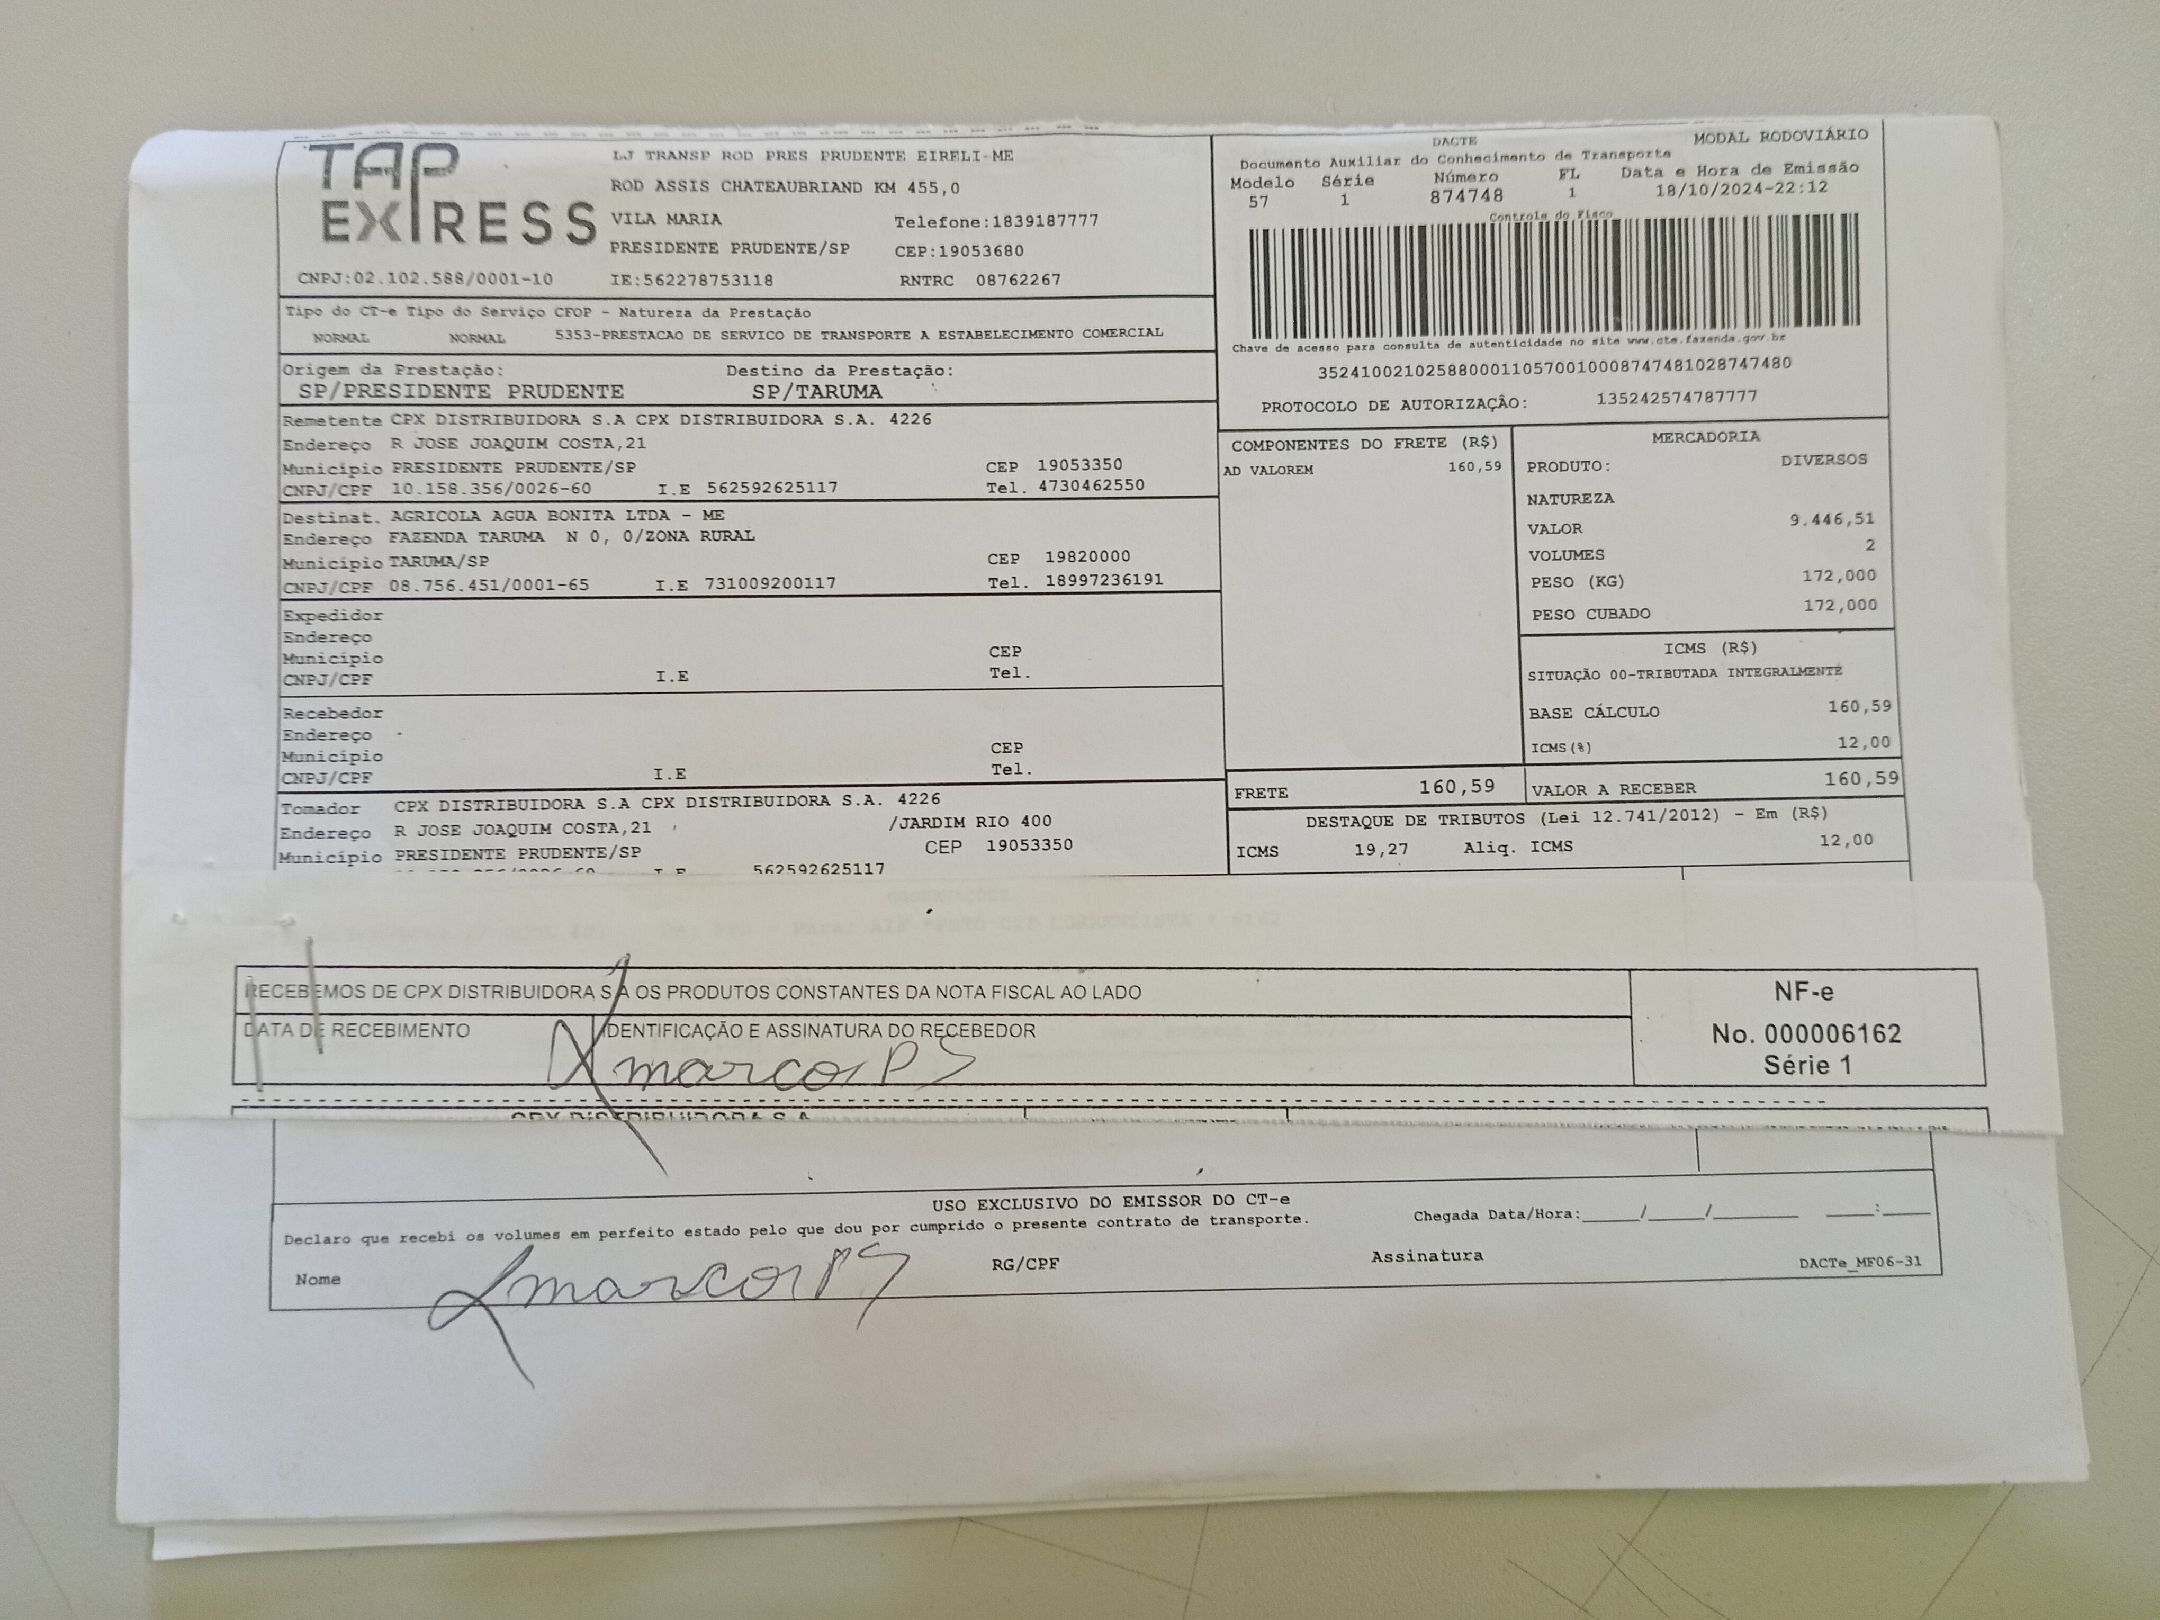 TAP EXPRESS
LJ TRANSP ROD PRES PRUDENTE EIRELI-ME
ROD ASSIS CHATEAUBRIAND KM 455,0
VILA MARIA Telefone:1839187777
PRESIDENTE PRUDENTE/SP CEP:19053680
CNPJ:02.102.588/0001-10 IE:562278753118 RNTRC 08762267
DACTE MODAL RODOVIÁRIO
Documento Auxiliar do Conhecimento de Transporte
Modelo Série Número FL Data e Hora de Emissão
57 1 874748 1 18/10/2024-22:12
Controle do Fisco
Chave de acesso para consulta de autenticidade no site www.cte.fazenda.gov.br
35241002102588000110570010008747481028747480
PROTOCOLO DE AUTORIZAÇÃO: 135242574787777
Tipo do CT-e Tipo do Serviço CFOP - Natureza da Prestação
NORMAL NORMAL 5353-PRESTACAO DE SERVICO DE TRANSPORTE A ESTABELECIMENTO COMERCIAL
Origem da Prestação: Destino da Prestação:
SP/PRESIDENTE PRUDENTE SP/TARUMA
Remetente CPX DISTRIBUIDORA S.A CPX DISTRIBUIDORA S.A. 4226
Endereço R JOSE JOAQUIM COSTA,21
Município PRESIDENTE PRUDENTE/SP CEP 19053350
CNPJ/CPF 10.158.356/0026-60 I.E 562592625117 Tel. 4730462550
Destinat. AGRICOLA AGUA BONITA LTDA - ME
Endereço FAZENDA TARUMA N 0, 0/ZONA RURAL
Município TARUMA/SP CEP 19820000
CNPJ/CPF 08.756.451/0001-65 I.E 731009200117 Tel. 18997236191
Expedidor
Endereço
Município CEP
CNPJ/CPF I.E Tel.
Recebedor
Endereço
Município CEP
CNPJ/CPF I.E Tel.
Tomador CPX DISTRIBUIDORA S.A CPX DISTRIBUIDORA S.A. 4226
Endereço R JOSE JOAQUIM COSTA,21 /JARDIM RIO 400
Município PRESIDENTE PRUDENTE/SP CEP 19053350
I.E 562592625117
COMPONENTES DO FRETE (R$)
AD VALOREM 160,59
MERCADORIA
PRODUTO: DIVERSOS
NATUREZA
VALOR 9.446,51
VOLUMES 2
PESO (KG) 172,000
PESO CUBADO 172,000
ICMS (R$)
SITUAÇÃO 00-TRIBUTADA INTEGRALMENTE
BASE CÁLCULO 160,59
ICMS(%) 12,00
FRETE 160,59 VALOR A RECEBER 160,59
DESTAQUE DE TRIBUTOS (Lei 12.741/2012) - Em (R$)
ICMS 19,27 Aliq. ICMS 12,00
RECEBEMOS DE CPX DISTRIBUIDORA S A OS PRODUTOS CONSTANTES DA NOTA FISCAL AO LADO
DATA DE RECEBIMENTO IDENTIFICAÇÃO E ASSINATURA DO RECEBEDOR
marcos PS
NF-e
No. 000006162
Série 1
CPX DISTRIBUIDORA S.A
USO EXCLUSIVO DO EMISSOR DO CT-e
Declaro que recebi os volumes em perfeito estado pelo que dou por cumprido o presente contrato de transporte. Chegada Data/Hora:____/____/______ ____:____
Nome marcos PS RG/CPF Assinatura DACTe_MF06-31